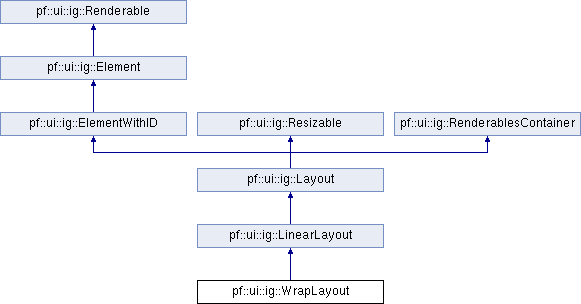 pf::ui::ig::Renderable
pf::ui::ig::Element
pf::ui::ig::ElementWithID
pf::ui::ig::Resizable
pf::ui::ig::RenderablesContainer
pf::ui::ig::Layout
pf::ui::ig::LinearLayout
pf::ui::ig::WrapLayout